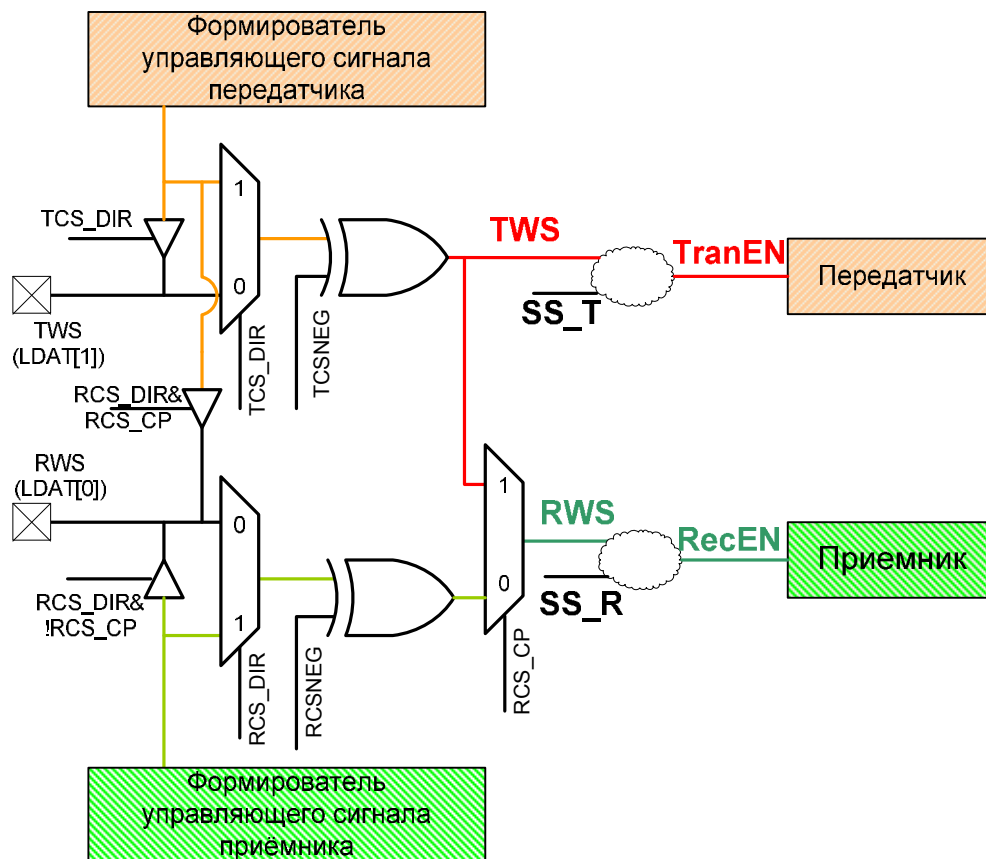 Формирователь
управляющего сигнала
передатчика
TCS_DIR
1
0
TWS
(LDAT[1])
TCS_DIR
TCSNEG
TWS
SS_T
TranEN
Передатчик
RCS_DIR&
RCS_CP
RWS
(LDAT[0])
0
1
RCS_DIR&
!RCS_CP
RCS_DIR
RCSNEG
1
0
RCS_CP
RWS
SS_R
RecEN
Приемник
Формирователь
управляющего сигнала
приёмника